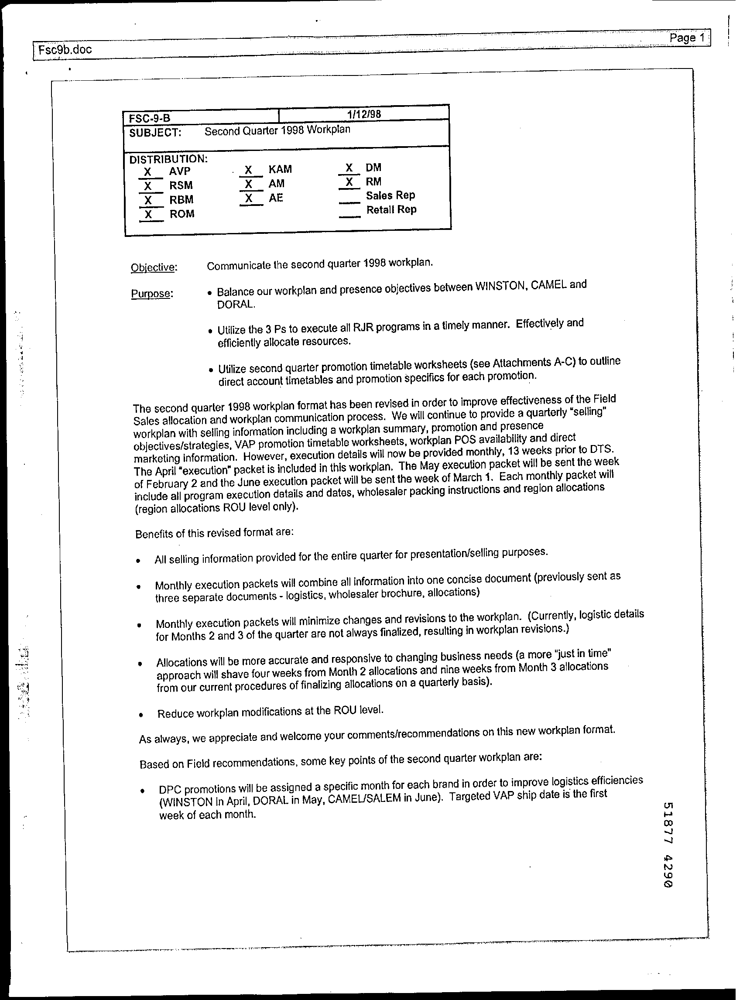 Fsc9b.doc
Page 1
FSC-9-B 1/12/98
SUBJECT: Second Quarter 1998 Workplan
DISTRIBUTION:
X AVP X KAM X DM
X RSM X AM X RM
X RBM X AE Sales Rep
X ROM Retail Rep
Objective: Communicate the second quarter 1998 workplan.
Purpose: • Balance our workplan and presence objectives between WINSTON, CAMEL and
DORAL.
• Utilize the 3 Ps to execute all RJR programs in a timely manner. Effectively and
efficiently allocate resources.
• Utilize second quarter promotion timetable worksheets (see Attachments A-C) to outline
direct account timetables and promotion specifics for each promotion.
The second quarter 1998 workplan format has been revised in order to improve effectiveness of the Field
Sales allocation and workplan communication process. We will continue to provide a quarterly "selling"
workplan with selling information including a workplan summary, promotion and presence
objectives/strategies, VAP promotion timetable worksheets, workplan POS availability and direct
marketing information. However, execution details will now be provided monthly, 13 weeks prior to DTS.
The April "execution" packet is included in this workplan. The May execution packet will be sent the week
of February 2 and the June execution packet will be sent the week of March 1. Each monthly packet will
include all program execution details and dates, wholesaler packing instructions and region allocations
(region allocations ROU level only).
Benefits of this revised format are:
• All selling information provided for the entire quarter for presentation/selling purposes.
• Monthly execution packets will combine all information into one concise document (previously sent as
three separate documents - logistics, wholesaler brochure, allocations)
• Monthly execution packets will minimize changes and revisions to the workplan. (Currently, logistic details
for Months 2 and 3 of the quarter are not always finalized, resulting in workplan revisions.)
• Allocations will be more accurate and responsive to changing business needs (a more "just in time"
approach will shave four weeks from Month 2 allocations and nine weeks from Month 3 allocations
from our current procedures of finalizing allocations on a quarterly basis).
• Reduce workplan modifications at the ROU level.
As always, we appreciate and welcome your comments/recommendations on this new workplan format.
Based on Field recommendations, some key points of the second quarter workplan are:
• DPC promotions will be assigned a specific month for each brand in order to improve logistics efficiencies
(WINSTON in April, DORAL in May, CAMEL/SALEM in June). Targeted VAP ship date is the first
week of each month.
51877 4290